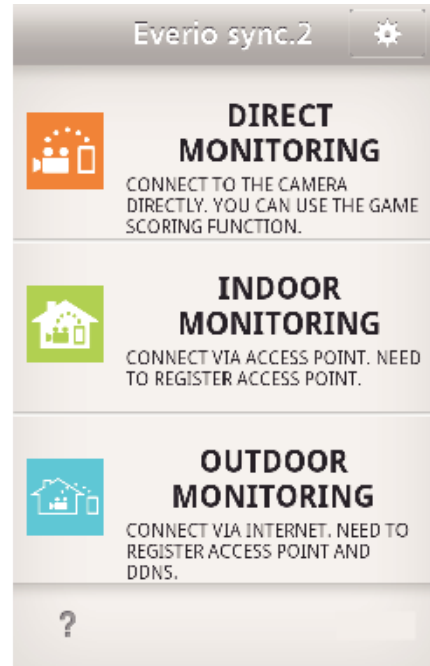 Everio sync.2
DIRECT
MONITORING
CONNECT TO THE CAMERA
DIRECTLY. YOU CAN USE THE GAME
SCORING FUNCTION.
INDOOR
MONITORING
CONNECT VIA ACCESS POINT. NEED
TO REGISTER ACCESS POINT.
OUTDOOR
MONITORING
CONNECT VIA INTERNET. NEED TO
REGISTER ACCESS POINT AND
DDNS.
?